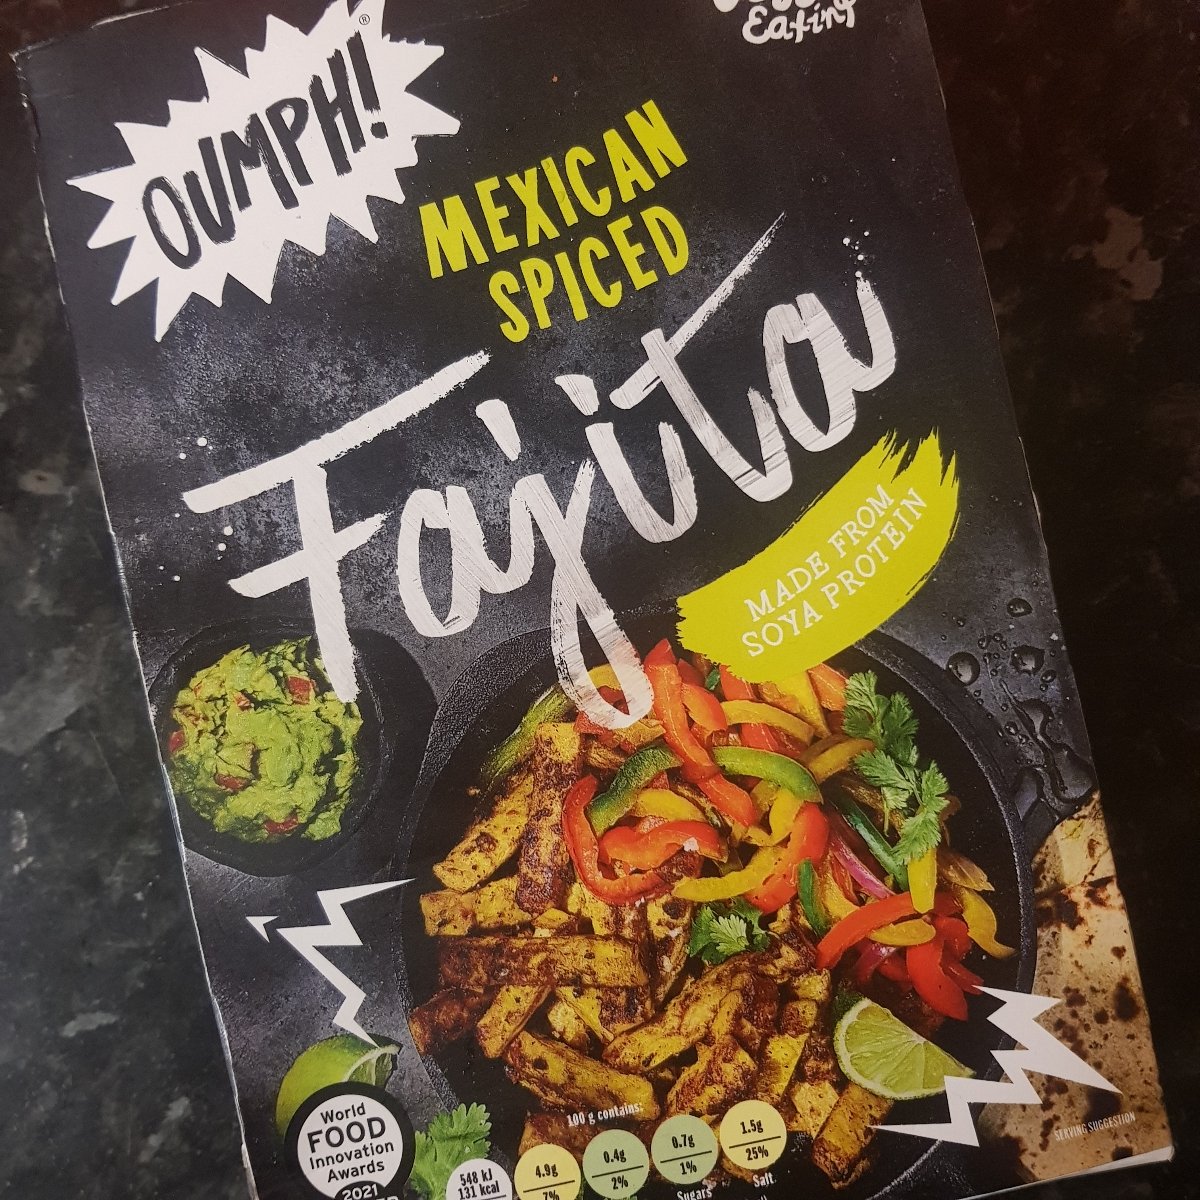 OUMPH!
®
Eating
MEXICAN
SPICED
Fajita
MADE FROM
SOYA PROTEIN
World
FOOD
Innovation
Awards
2021
100 g contains:
548 kJ
131 kcal
4.9g
7%
0.4g
2%
0.7g
1%
Sugars
1.5g
25%
Salt
SERVING SUGGESTION